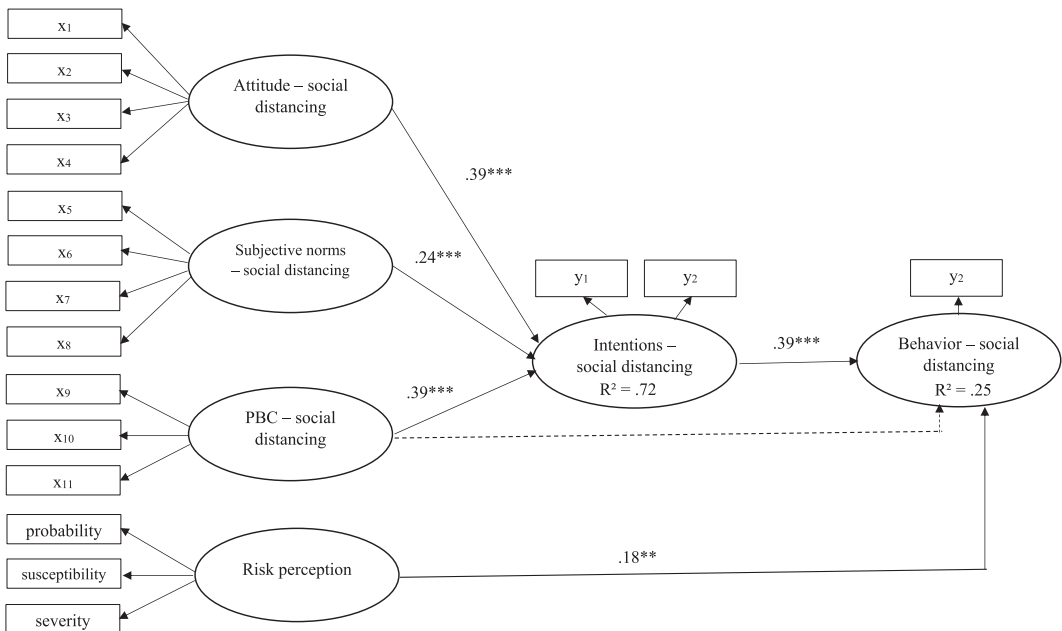 x1
x2
x3
x4
Attitude – social
distancing
.39***
x5
x6
x7
x8
Subjective norms
– social distancing
.24***
y1
y2
y2
Intentions –
social distancing
R² = .72
.39***
Behavior – social
distancing
R² = .25
x9
x10
x11
PBC – social
distancing
.39***
probability
susceptibility
severity
Risk perception
.18**